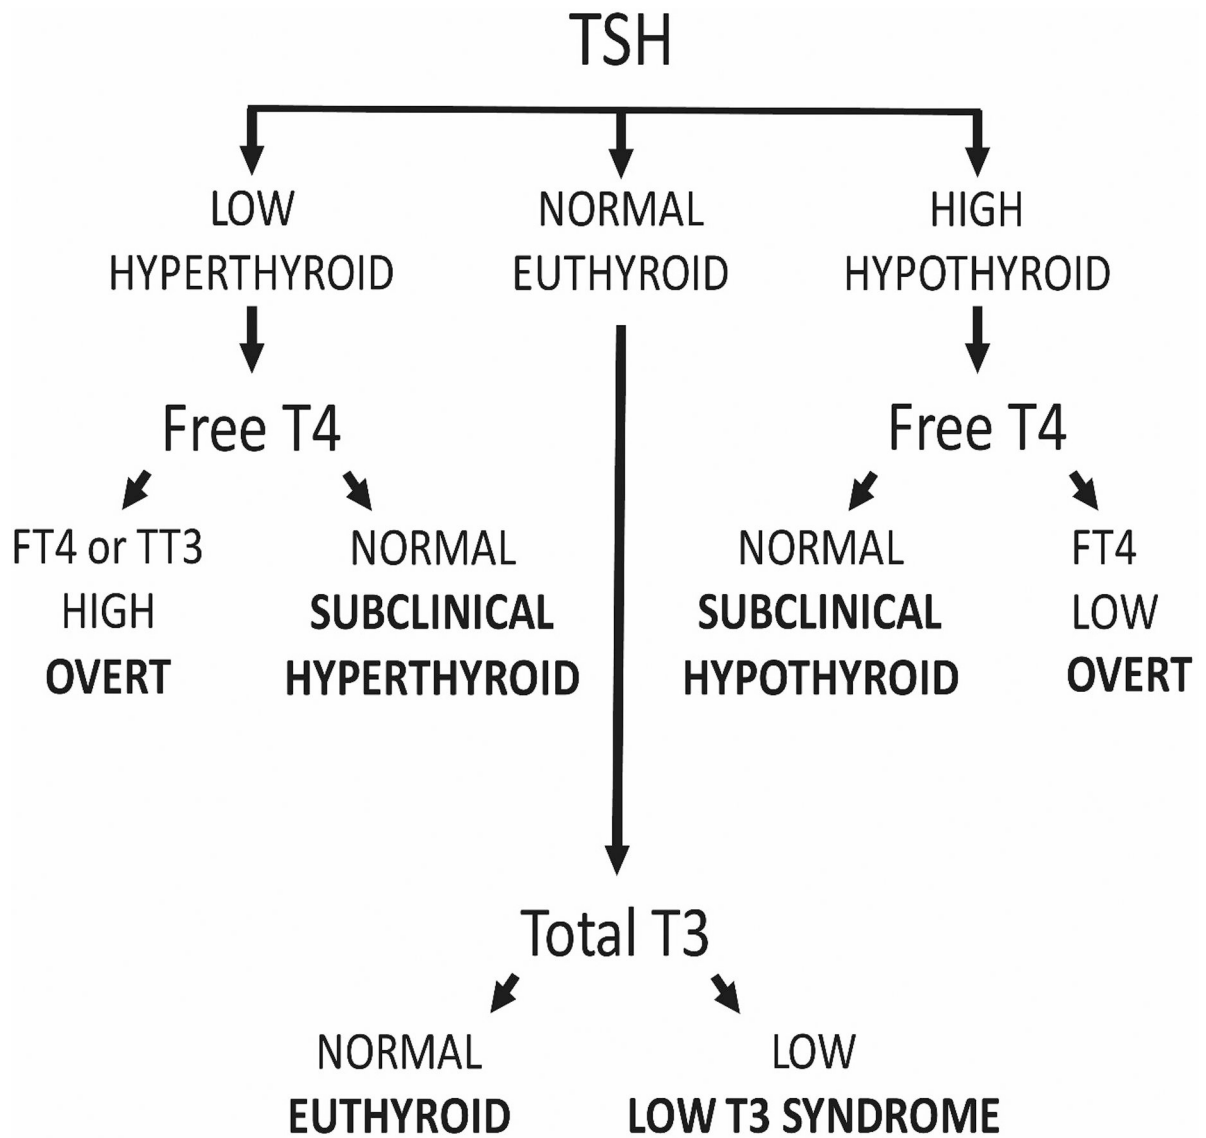 TSH
LOW
HYPERTHYROID
NORMAL
EUTHYROID
HIGH
HYPOTHYROID
Free T4
Free T4
FT4 or TT3
HIGH
OVERT
NORMAL
SUBCLINICAL
HYPERTHYROID
NORMAL
SUBCLINICAL
HYPOTHYROID
FT4
LOW
OVERT
Total T3
NORMAL
EUTHYROID
LOW
LOW T3 SYNDROME